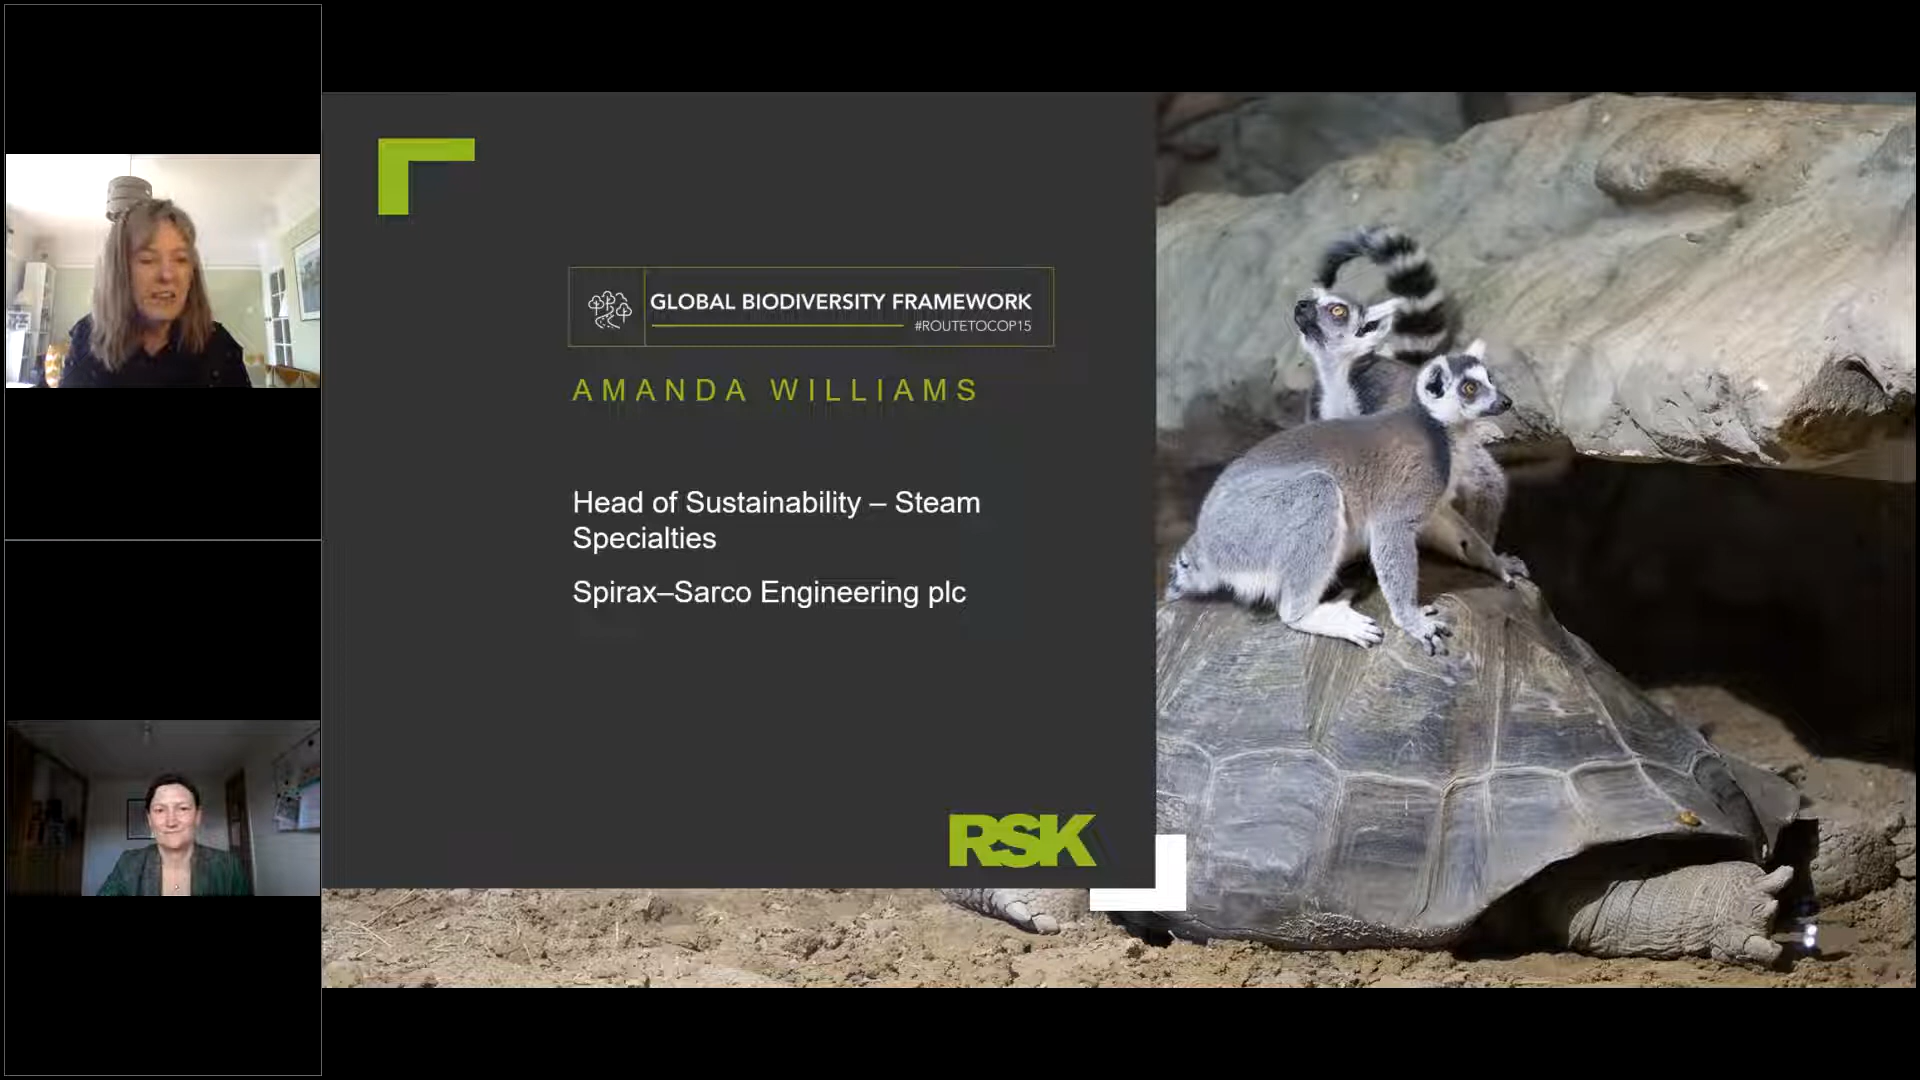 GLOBAL BIODIVERSITY FRAMEWORK
#ROUTETOCOP15
AMANDA WILLIAMS
Head of Sustainability – Steam
Specialties
Spirax–Sarco Engineering plc
RSK